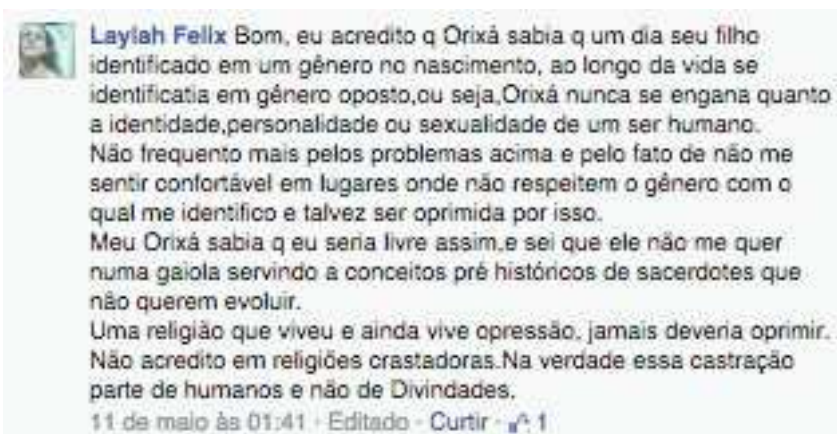 Laylah Felix Bom, eu acredito q Orixá sabia q um dia seu filho
identificado em um gênero no nascimento, ao longo da vida se
identificatia em gênero oposto,ou seja,Orixá nunca se engana quanto
a identidade,personalidade ou sexualidade de um ser humano.
Não frequento mais pelos problemas acima e pelo fato de não me
sentir confortável em lugares onde não respeitem o gênero com o
qual me identifico e talvez ser oprimida por isso.
Meu Orixá sabia q eu seria livre assim,e sei que ele não me quer
numa gaiola servindo a conceitos pré históricos de sacerdotes que
não querem evoluir.
Uma religião que viveu e ainda vive opressão, jamais deveria oprimir.
Não acredito em religiões crastadoras.Na verdade essa castração
parte de humanos e não de Divindades.
11 de maio às 01:41 · Editado · Curtir · 1